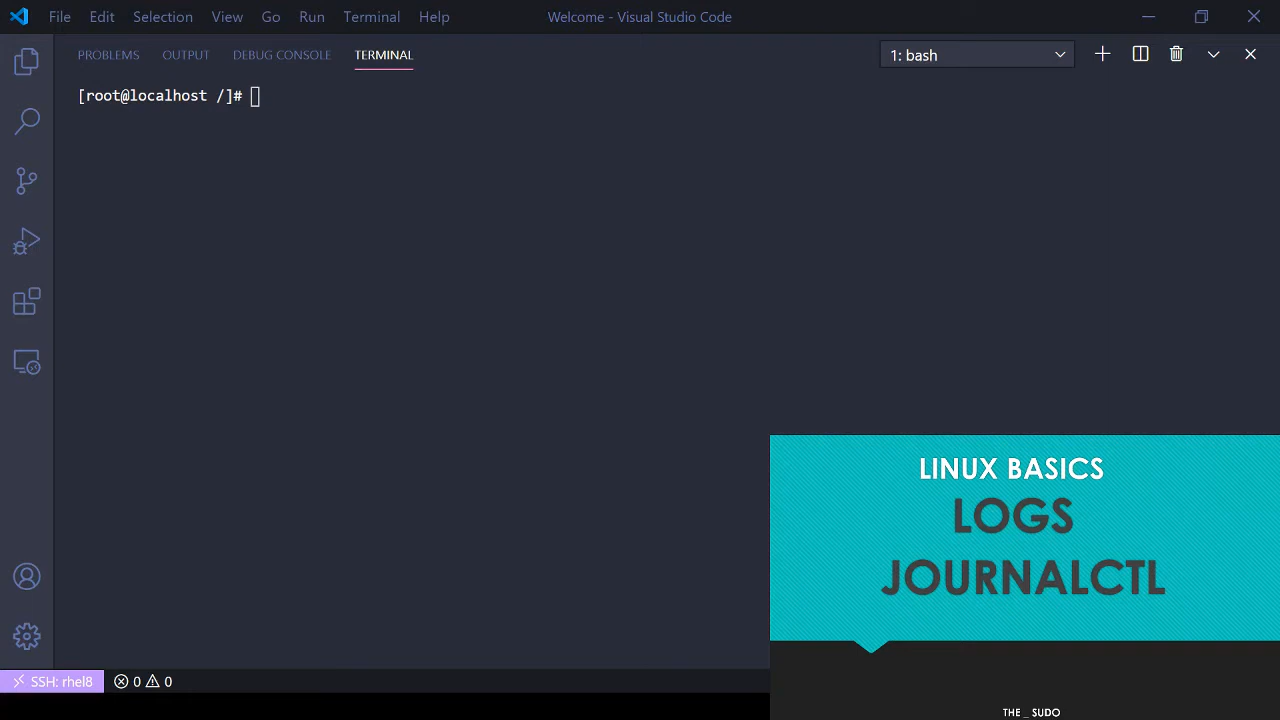 File Edit Selection View Go Run Terminal Help Welcome - Visual Studio Code
PROBLEMS OUTPUT DEBUG CONSOLE TERMINAL 1: bash
[root@localhost /]#
LINUX BASICS
LOGS
JOURNALCTL
SSH: rhel8 0 0
THE _ SUDO